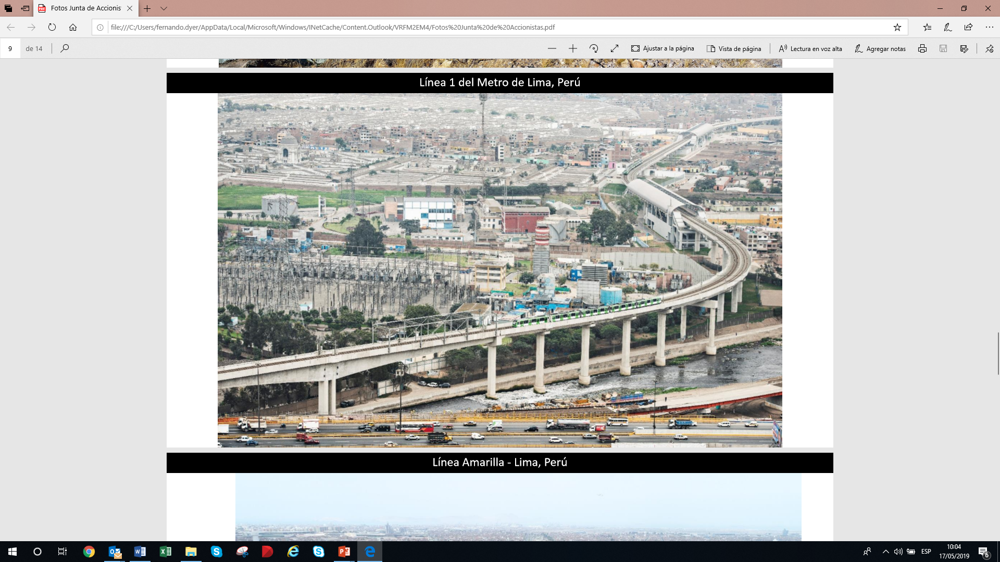 Fotos Junta de Accionis
file:///C:/Users/fernando.dyer/AppData/Local/Microsoft/Windows/INetCache/Content.Outlook/VRFM2EM4/Fotos%20Junta%20de%20Accionistas.pdf
9 de 14 Ajustar a la página Vista de página Lectura en voz alta Agregar notas
Línea 1 del Metro de Lima, Perú
Línea Amarilla - Lima, Perú
ESP
10:04
17/05/2019
6